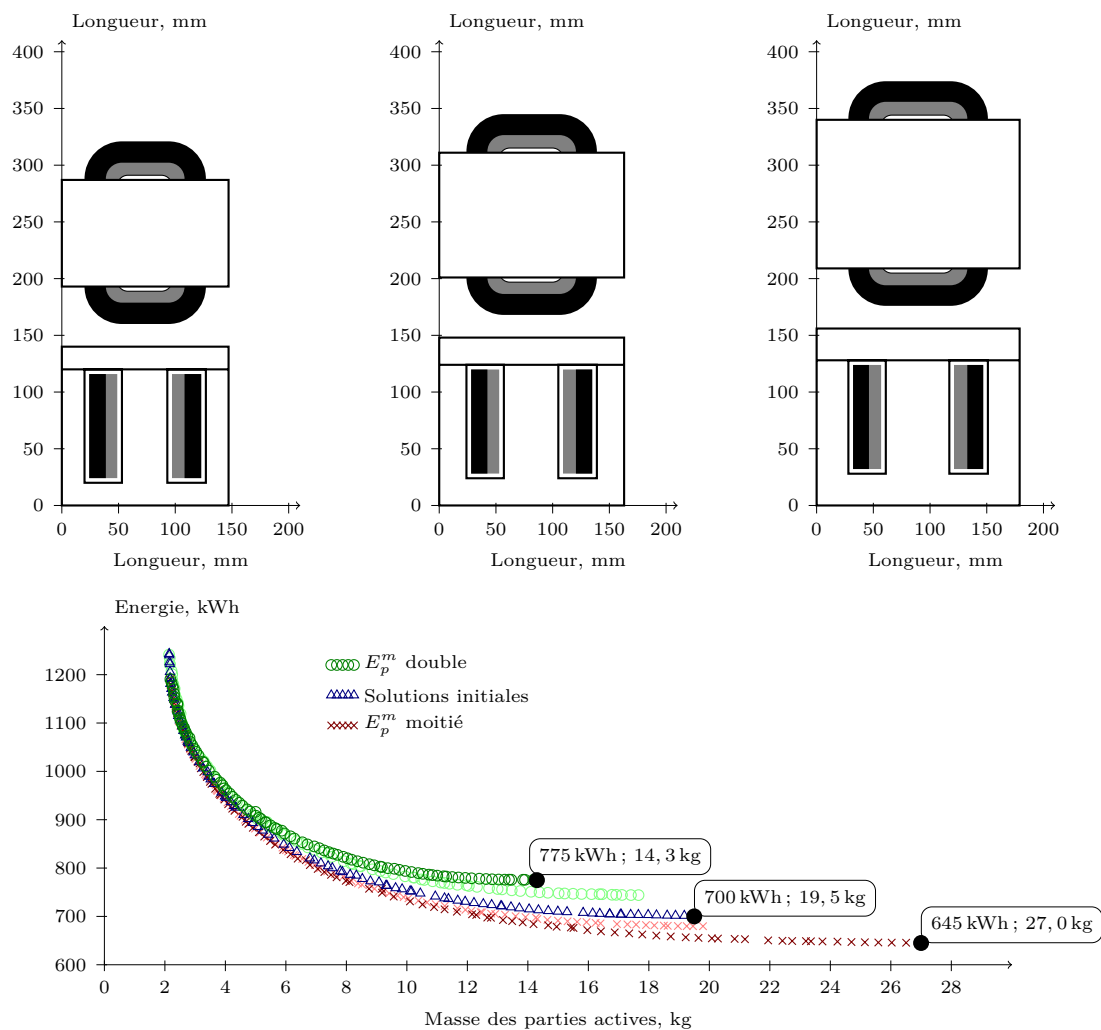 Longueur, mm
Longueur, mm
Longueur, mm
400
350
300
250
200
150
100
50
0
0 50 100 150 200
Longueur, mm
400
350
300
250
200
150
100
50
0
0 50 100 150 200
Longueur, mm
400
350
300
250
200
150
100
50
0
0 50 100 150 200
Longueur, mm
Energie, kWh
1200
1100
1000
900
800
700
600
E_p^m double
Solutions initiales
E_p^m moitié
775 kWh ; 14, 3 kg
700 kWh ; 19, 5 kg
645 kWh ; 27, 0 kg
0 2 4 6 8 10 12 14 16 18 20 22 24 26 28
Masse des parties actives, kg